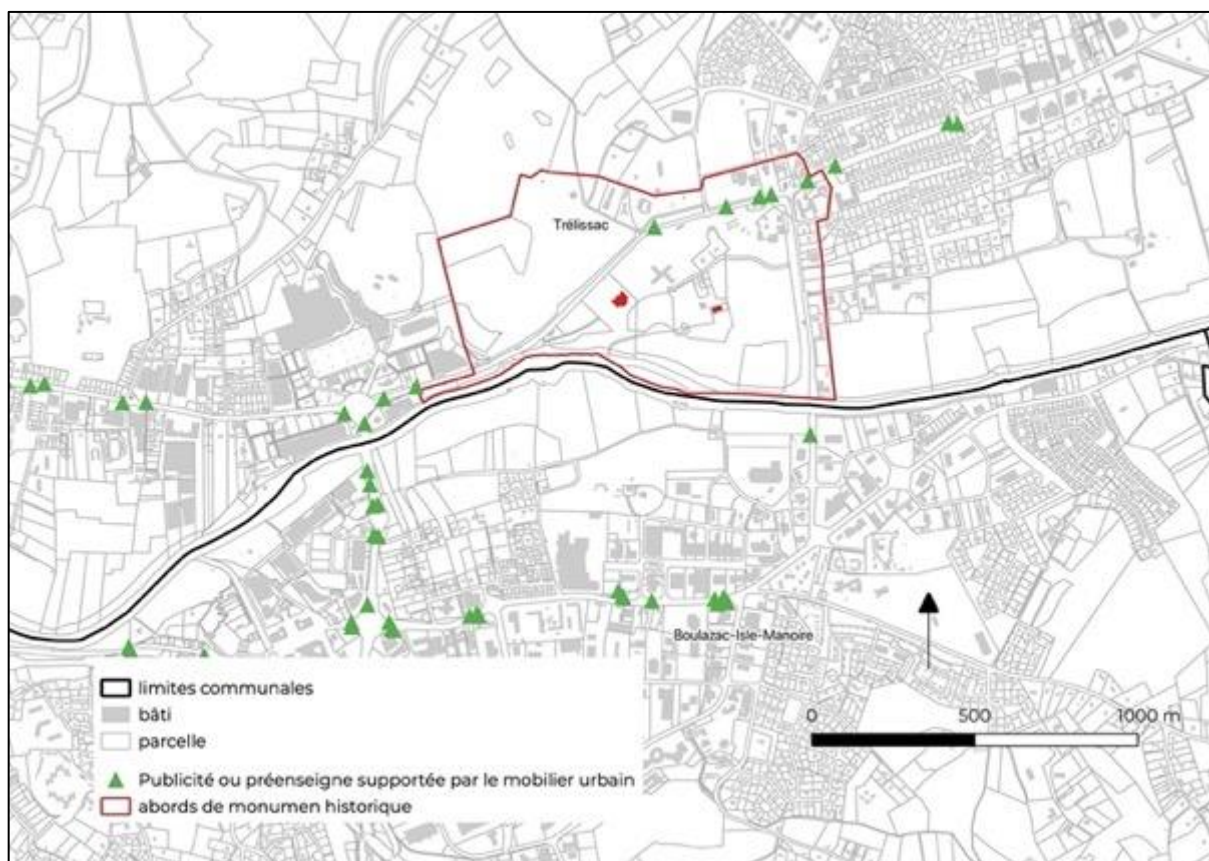 Trélissac
Boulazac-Isle-Manoire
limites communales
bâti
parcelle
Publicité ou préenseigne supportée par le mobilier urbain
abords de monumen historique
0 500 1000 m